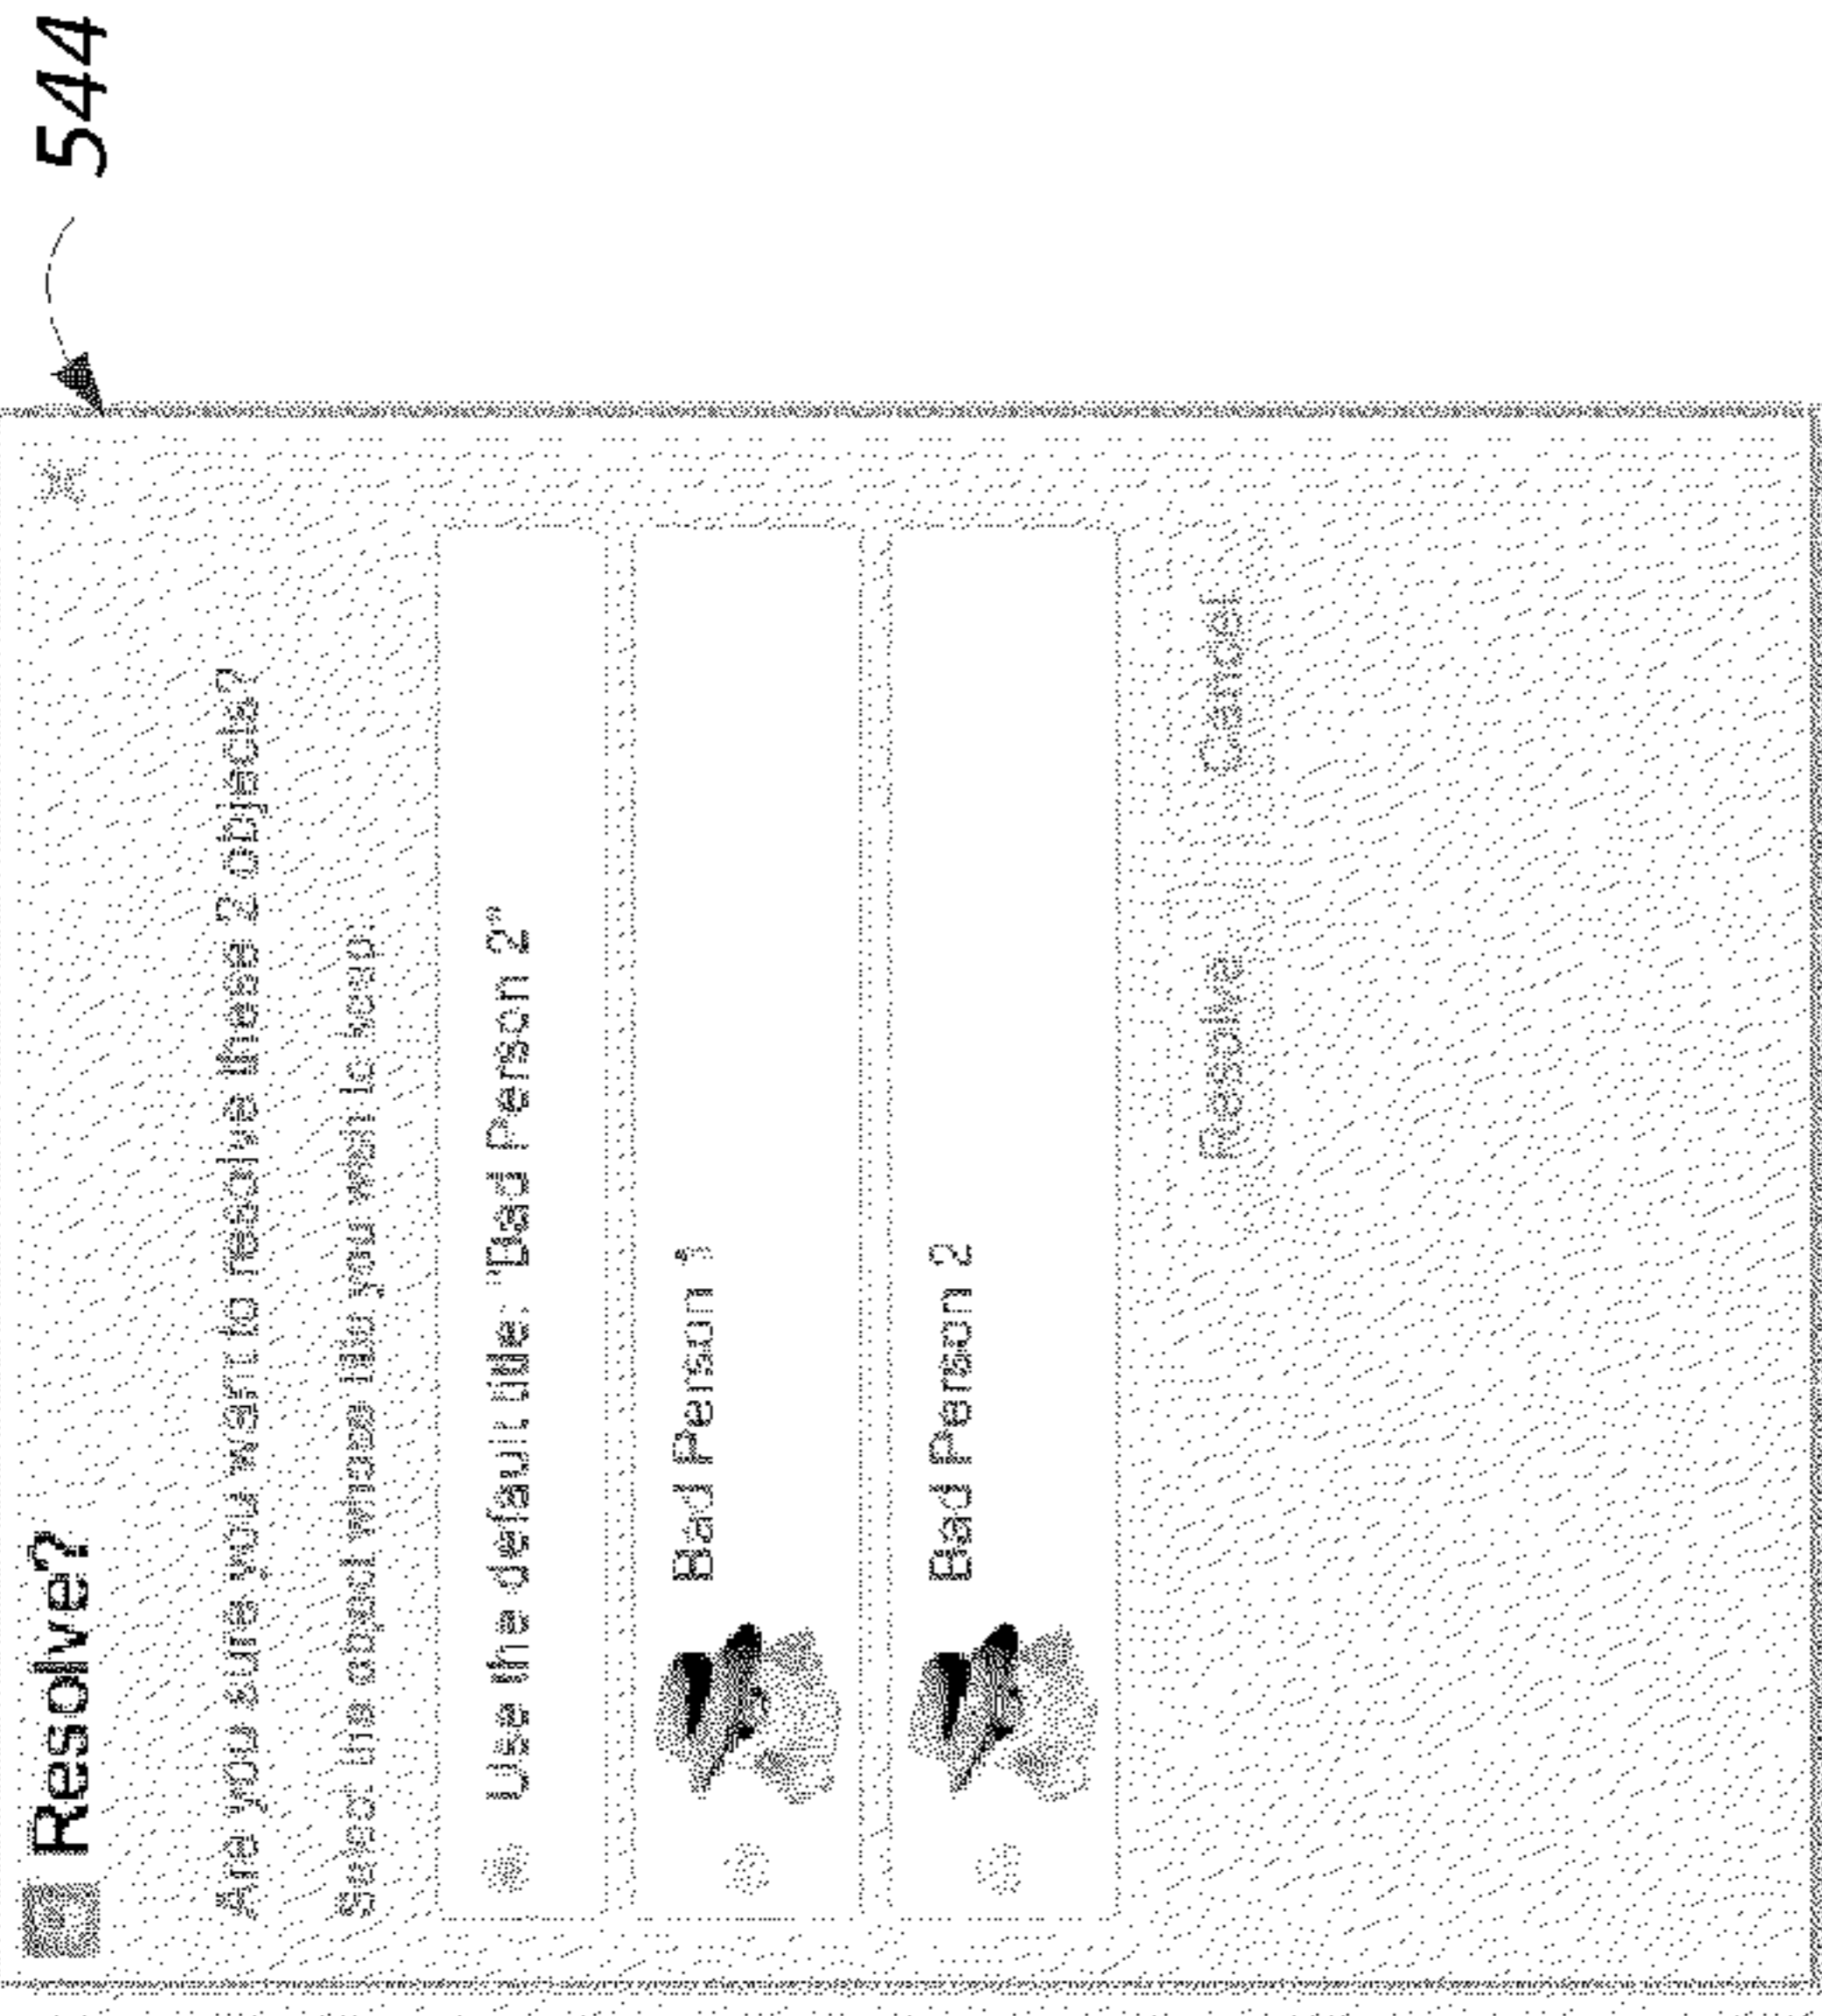 544
Resolve?
Are you sure you want to resolve these 2 objects?
Select the object whose title you want to keep:
Use the default title: "Bad Person 2"
Bad Person 1
Bad Person 2
Resolve
Cancel